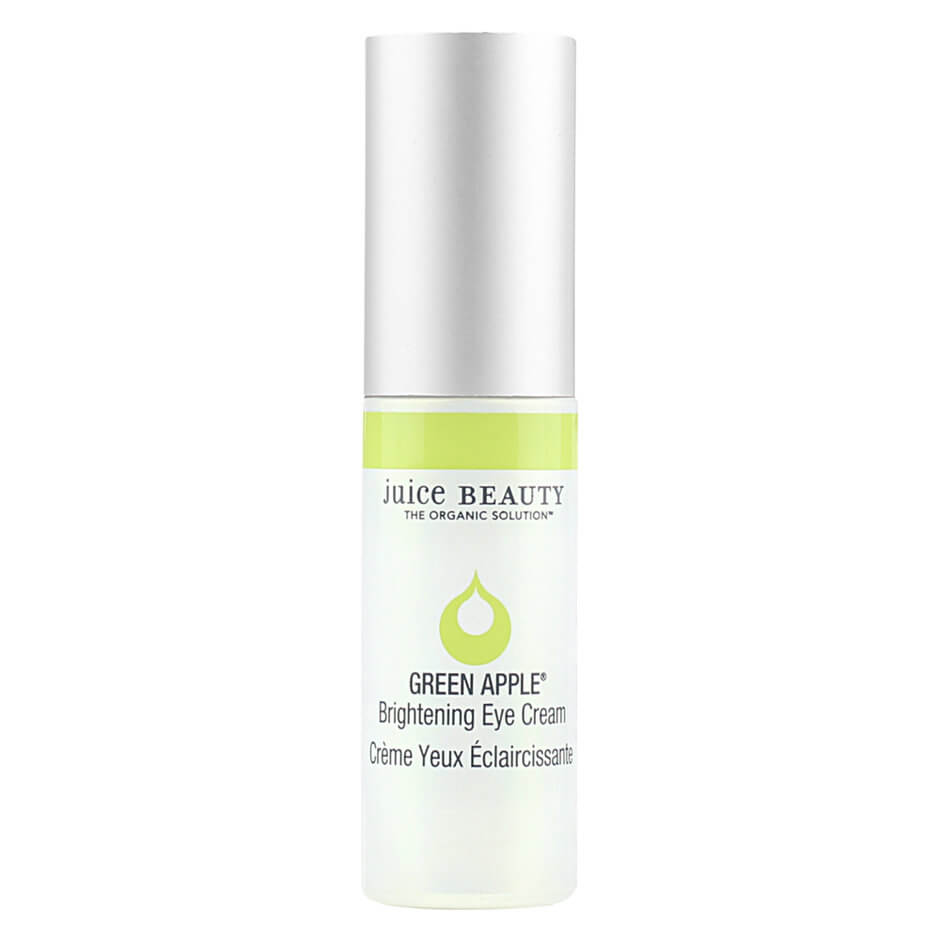 juice BEAUTY
THE ORGANIC SOLUTION™
GREEN APPLE®
Brightening Eye Cream
Crème Yeux Éclaircissante